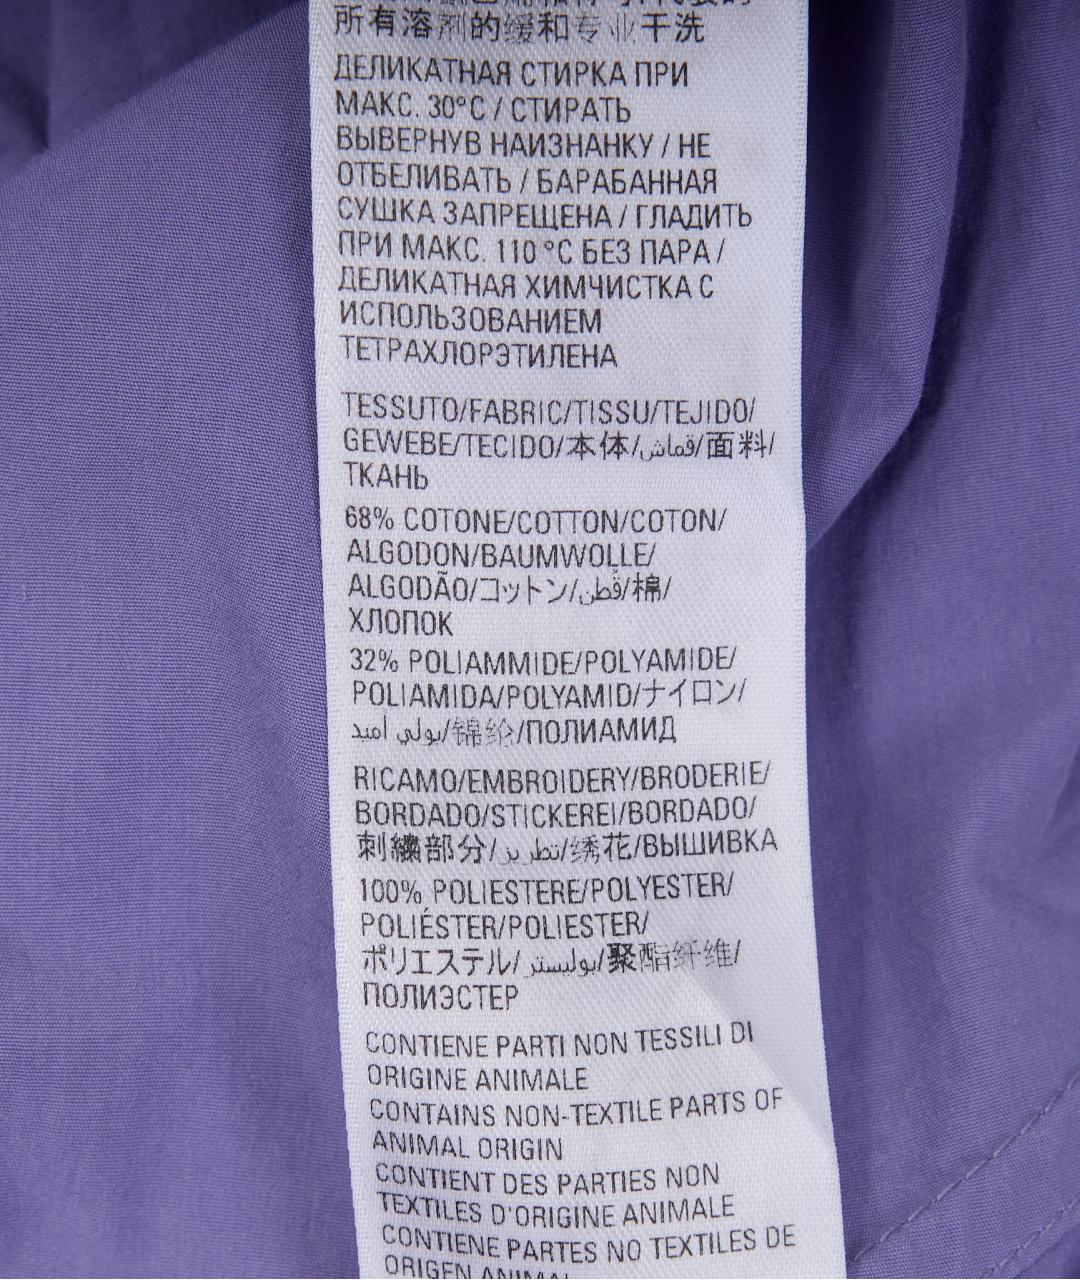 所有溶剂的缓和专业干洗
ДЕЛИКАТНАЯ СТИРКА ПРИ
МАКС. 30°C / СТИРАТЬ
ВЫВЕРНУВ НАИЗНАНКУ / НЕ
ОТБЕЛИВАТЬ / БАРАБАННАЯ
СУШКА ЗАПРЕЩЕНА / ГЛАДИТЬ
ПРИ МАКС. 110 °C БЕЗ ПАРА /
ДЕЛИКАТНАЯ ХИМЧИСТКА С
ИСПОЛЬЗОВАНИЕМ
ТЕТРАХЛОРЭТИЛЕНА
TESSUTO/FABRIC/TISSU/TEJIDO/
GEWEBE/TECIDO/本体/قماش/面料/
ТКАНЬ
68% COTONE/COTTON/COTON/
ALGODON/BAUMWOLLE/
ALGODÃO/コットン/قطن/棉/
ХЛОПОК
32% POLIAMMIDE/POLYAMIDE/
POLIAMIDA/POLYAMID/ナイロン/
بولي أميد/锦纶/ПОЛИАМИД
RICAMO/EMBROIDERY/BRODERIE/
BORDADO/STICKEREI/BORDADO/
刺繍部分/تطريز/绣花/ВЫШИВКА
100% POLIESTERE/POLYESTER/
POLIÉSTER/POLIESTER/
ポリエステル/بوليستر/聚酯纤维/
ПОЛИЭСТЕР
CONTIENE PARTI NON TESSILI DI
ORIGINE ANIMALE
CONTAINS NON-TEXTILE PARTS OF
ANIMAL ORIGIN
CONTIENT DES PARTIES NON
TEXTILES D'ORIGINE ANIMALE
CONTIENE PARTES NO TEXTILES DE
ORIGEN ANIMAL